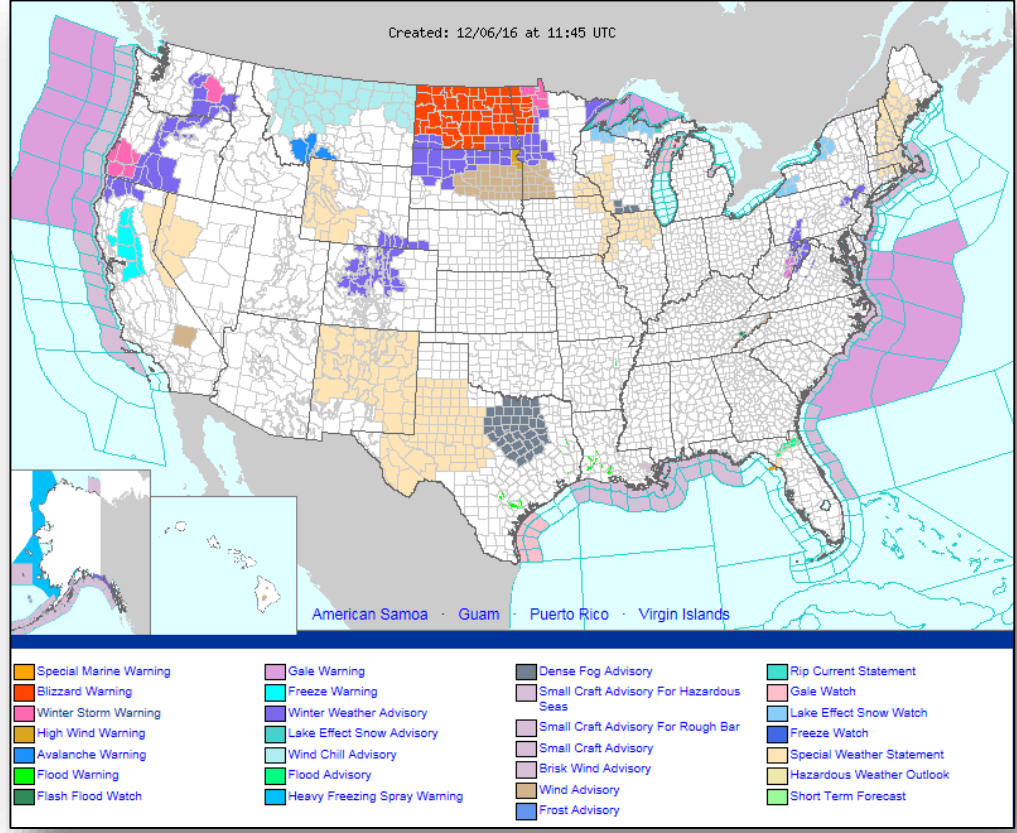 Created: 12/06/16 at 11:45 UTC
American Samoa · Guam · Puerto Rico · Virgin Islands
Special Marine Warning
Blizzard Warning
Winter Storm Warning
High Wind Warning
Avalanche Warning
Flood Warning
Flash Flood Watch
Gale Warning
Freeze Warning
Winter Weather Advisory
Lake Effect Snow Advisory
Wind Chill Advisory
Flood Advisory
Heavy Freezing Spray Warning
Dense Fog Advisory
Small Craft Advisory For Hazardous
Seas
Small Craft Advisory For Rough Bar
Small Craft Advisory
Brisk Wind Advisory
Wind Advisory
Frost Advisory
Rip Current Statement
Gale Watch
Lake Effect Snow Watch
Freeze Watch
Special Weather Statement
Hazardous Weather Outlook
Short Term Forecast